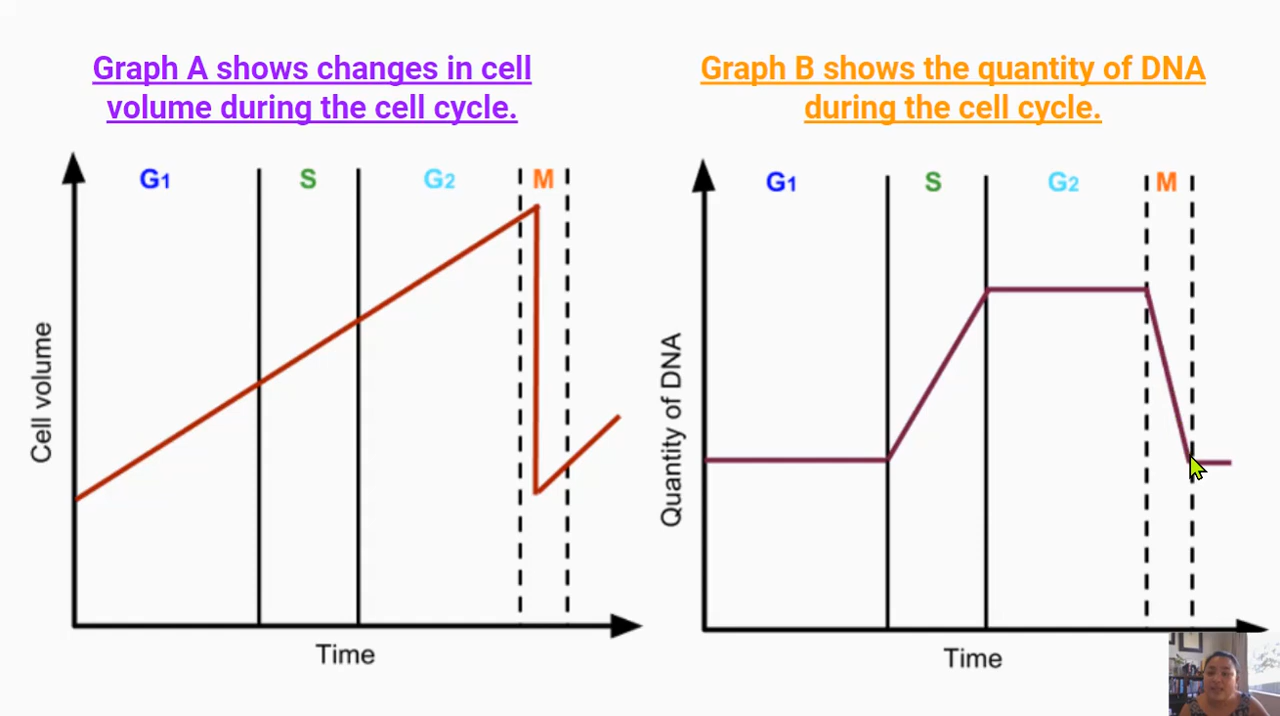 Graph A shows changes in cell
volume during the cell cycle.
G1
S
G2
M
Cell volume
Time
Graph B shows the quantity of DNA
during the cell cycle.
G1
S
G2
M
Quantity of DNA
Time